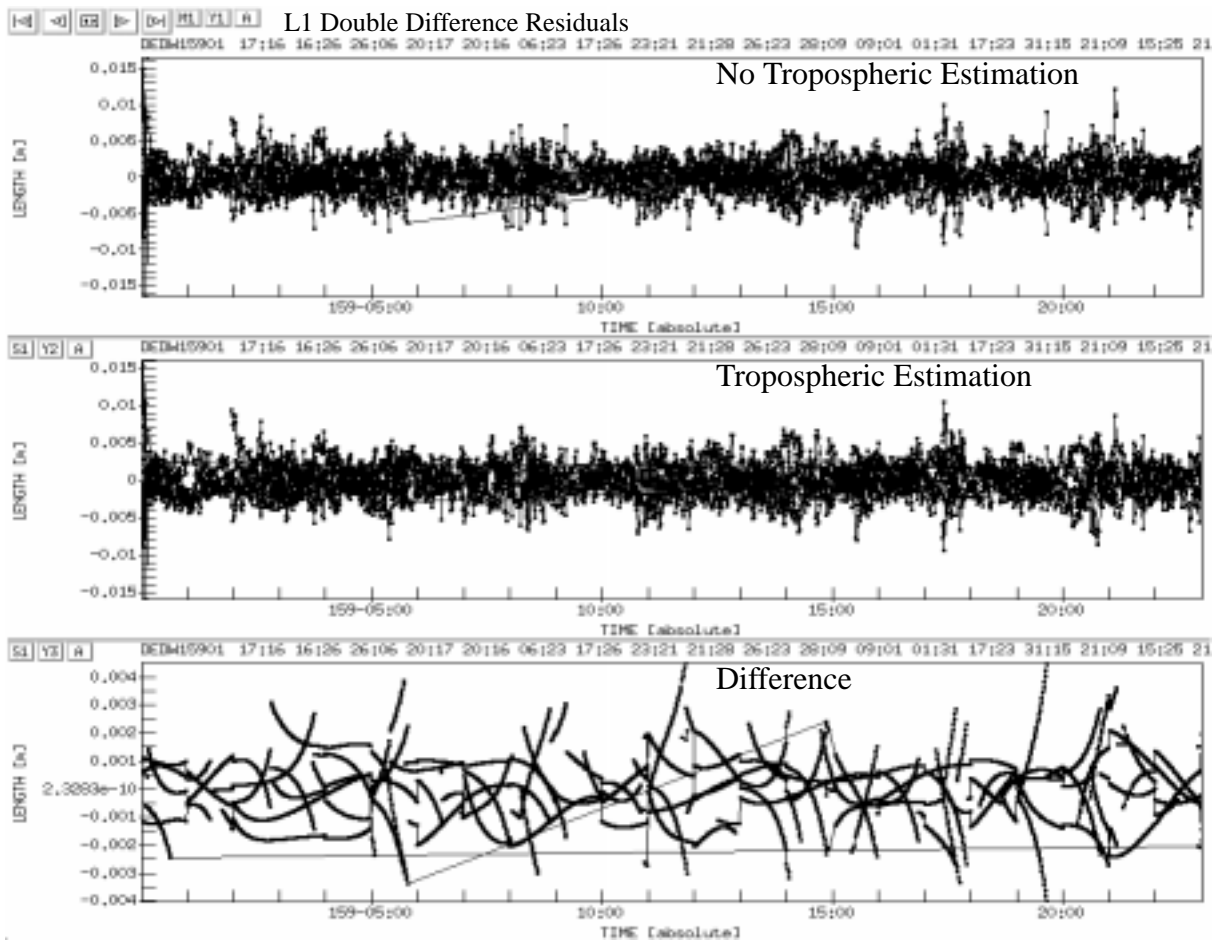 M1 Y1 A L1 Double Difference Residuals
DEDW15901 17:16 16:26 26:06 20:17 20:16 06:23 17:26 23:21 21:28 26:23 28:09 09:01 01:31 17:23 31:15 21:09 15:25 21
No Tropospheric Estimation
0.015
0.01
0.005
0
-0.005
-0.01
-0.015
LENGTH [m]
159-05:00 10:00 15:00 20:00
TIME [absolute]
S1 Y2 A DEDW15901 17:16 16:26 26:06 20:17 20:16 06:23 17:26 23:21 21:28 26:23 28:09 09:01 01:31 17:23 31:15 21:09 15:25 21
Tropospheric Estimation
0.015
0.01
0.005
0
-0.005
-0.01
-0.015
LENGTH [m]
159-05:00 10:00 15:00 20:00
TIME [absolute]
S1 Y3 A DEDW15901 17:16 16:26 26:06 20:17 20:16 06:23 17:26 23:21 21:28 26:23 28:09 09:01 01:31 17:23 31:15 21:09 15:25 21
Difference
0.004
0.003
0.002
0.001
2.3283e-10
-0.001
-0.002
-0.003
-0.004
LENGTH [m]
159-05:00 10:00 15:00 20:00
TIME [absolute]